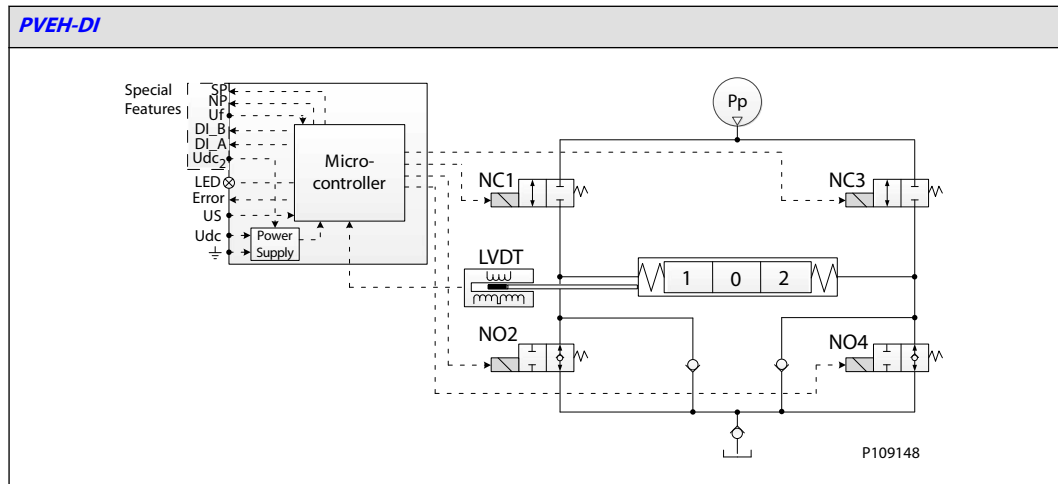 PVEH-DI
Special
Features
SP
NP
Uf
DI_B
DI_A
Udc2
LED
Error
US
Udc
Micro-
controller
Power
Supply
Pp
NC1
NC3
LVDT
1 0 2
NO2
NO4
P109148